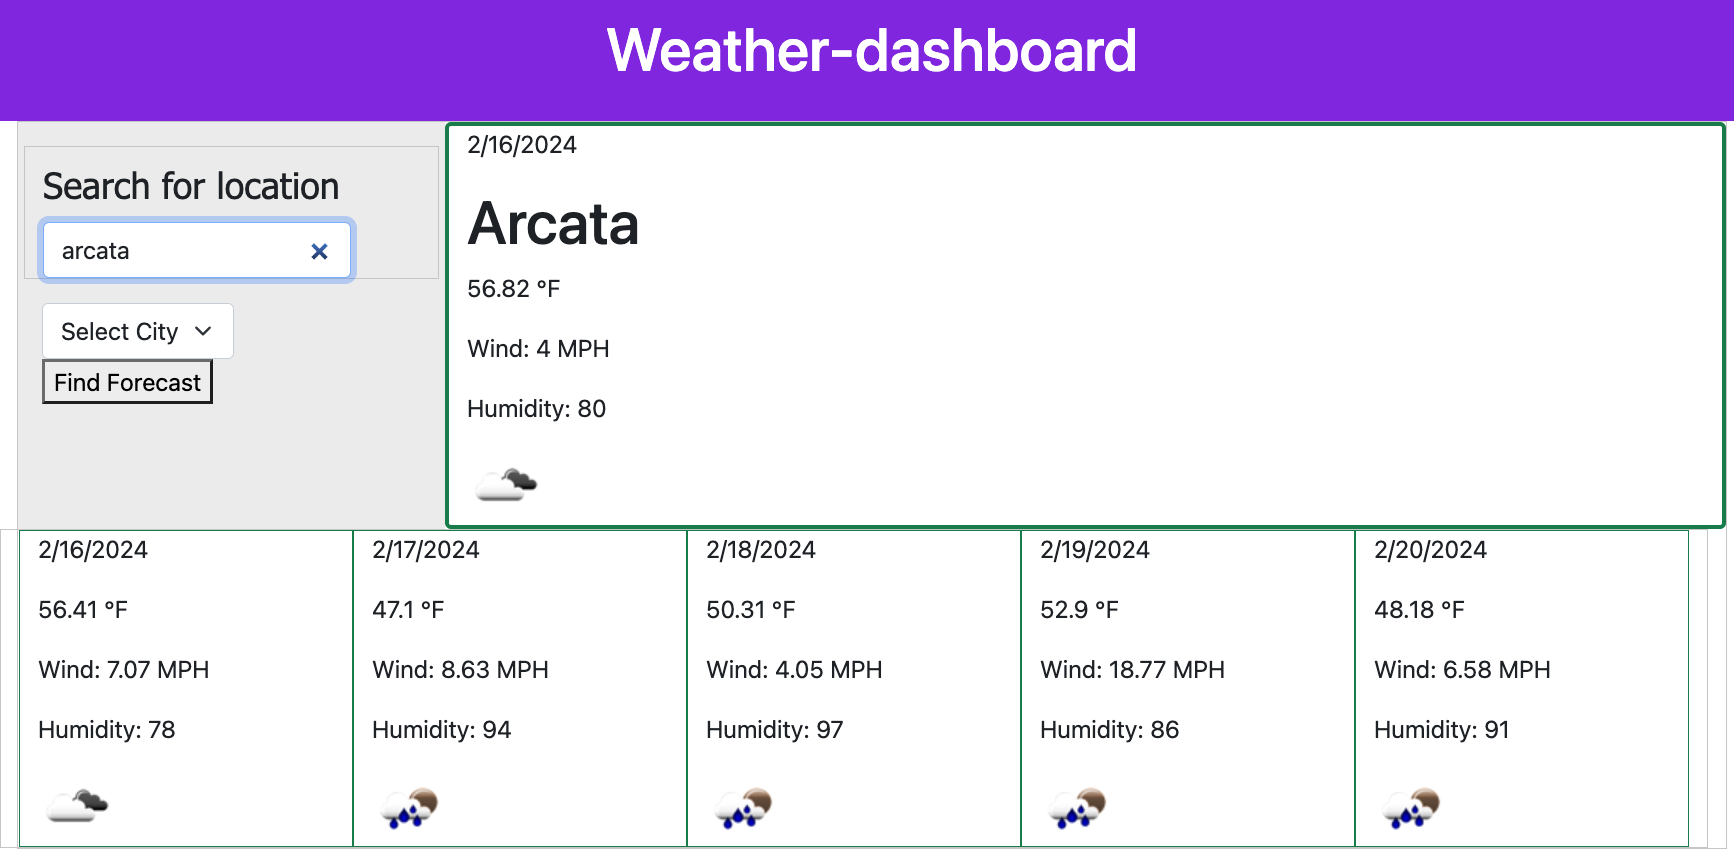 Weather-dashboard
Search for location
arcata
Select City
Find Forecast
2/16/2024
Arcata
56.82 °F
Wind: 4 MPH
Humidity: 80
2/16/2024
56.41 °F
Wind: 7.07 MPH
Humidity: 78
2/17/2024
47.1 °F
Wind: 8.63 MPH
Humidity: 94
2/18/2024
50.31 °F
Wind: 4.05 MPH
Humidity: 97
2/19/2024
52.9 °F
Wind: 18.77 MPH
Humidity: 86
2/20/2024
48.18 °F
Wind: 6.58 MPH
Humidity: 91